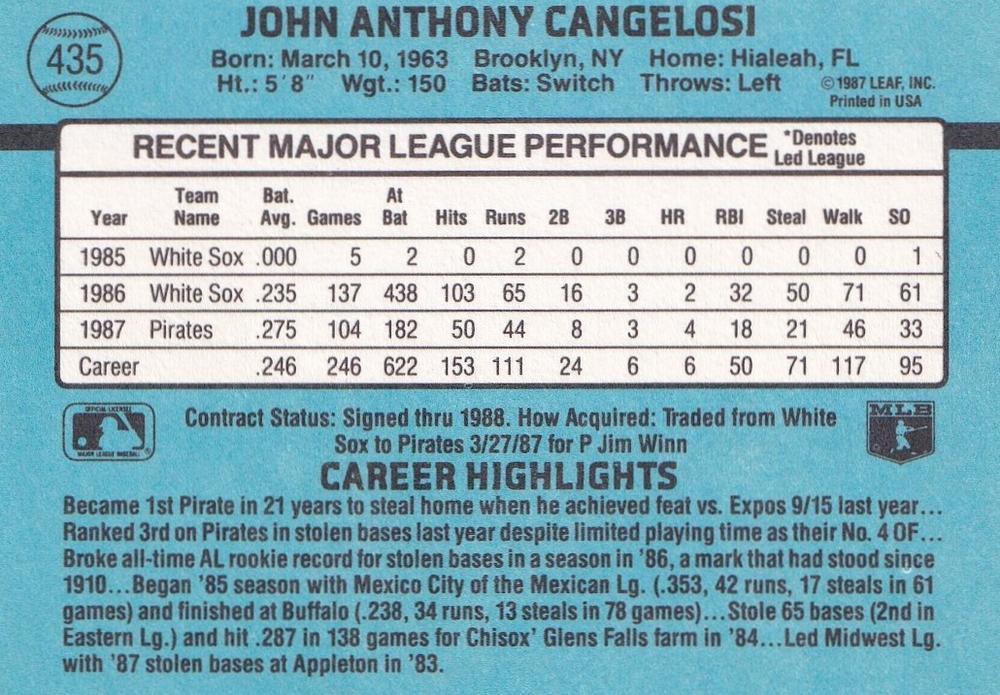 JOHN ANTHONY CANGELOSI
435
Born: March 10, 1963 Brooklyn, NY Home: Hialeah, FL
Ht.: 5'8" Wgt.: 150 Bats: Switch Throws: Left
©1987 LEAF, INC.
Printed in USA
RECENT MAJOR LEAGUE PERFORMANCE *Denotes Led League
Year Team Name Bat. Avg. Games At Bat Hits Runs 2B 3B HR RBI Steal Walk SO
1985 White Sox .000 5 2 0 2 0 0 0 0 0 0 1
1986 White Sox .235 137 438 103 65 16 3 2 32 50 71 61
1987 Pirates .275 104 182 50 44 8 3 4 18 21 46 33
Career .246 246 622 153 111 24 6 6 50 71 117 95
OFFICIAL LICENSEE
MAJOR LEAGUE BASEBALL
®
Contract Status: Signed thru 1988. How Acquired: Traded from White
Sox to Pirates 3/27/87 for P Jim Winn
MLB
CAREER HIGHLIGHTS
Became 1st Pirate in 21 years to steal home when he achieved feat vs. Expos 9/15 last year...
Ranked 3rd on Pirates in stolen bases last year despite limited playing time as their No. 4 OF...
Broke all-time AL rookie record for stolen bases in a season in '86, a mark that had stood since
1910...Began '85 season with Mexico City of the Mexican Lg. (.353, 42 runs, 17 steals in 61
games) and finished at Buffalo (.238, 34 runs, 13 steals in 78 games)...Stole 65 bases (2nd in
Eastern Lg.) and hit .287 in 138 games for Chisox' Glens Falls farm in '84...Led Midwest Lg.
with '87 stolen bases at Appleton in '83.